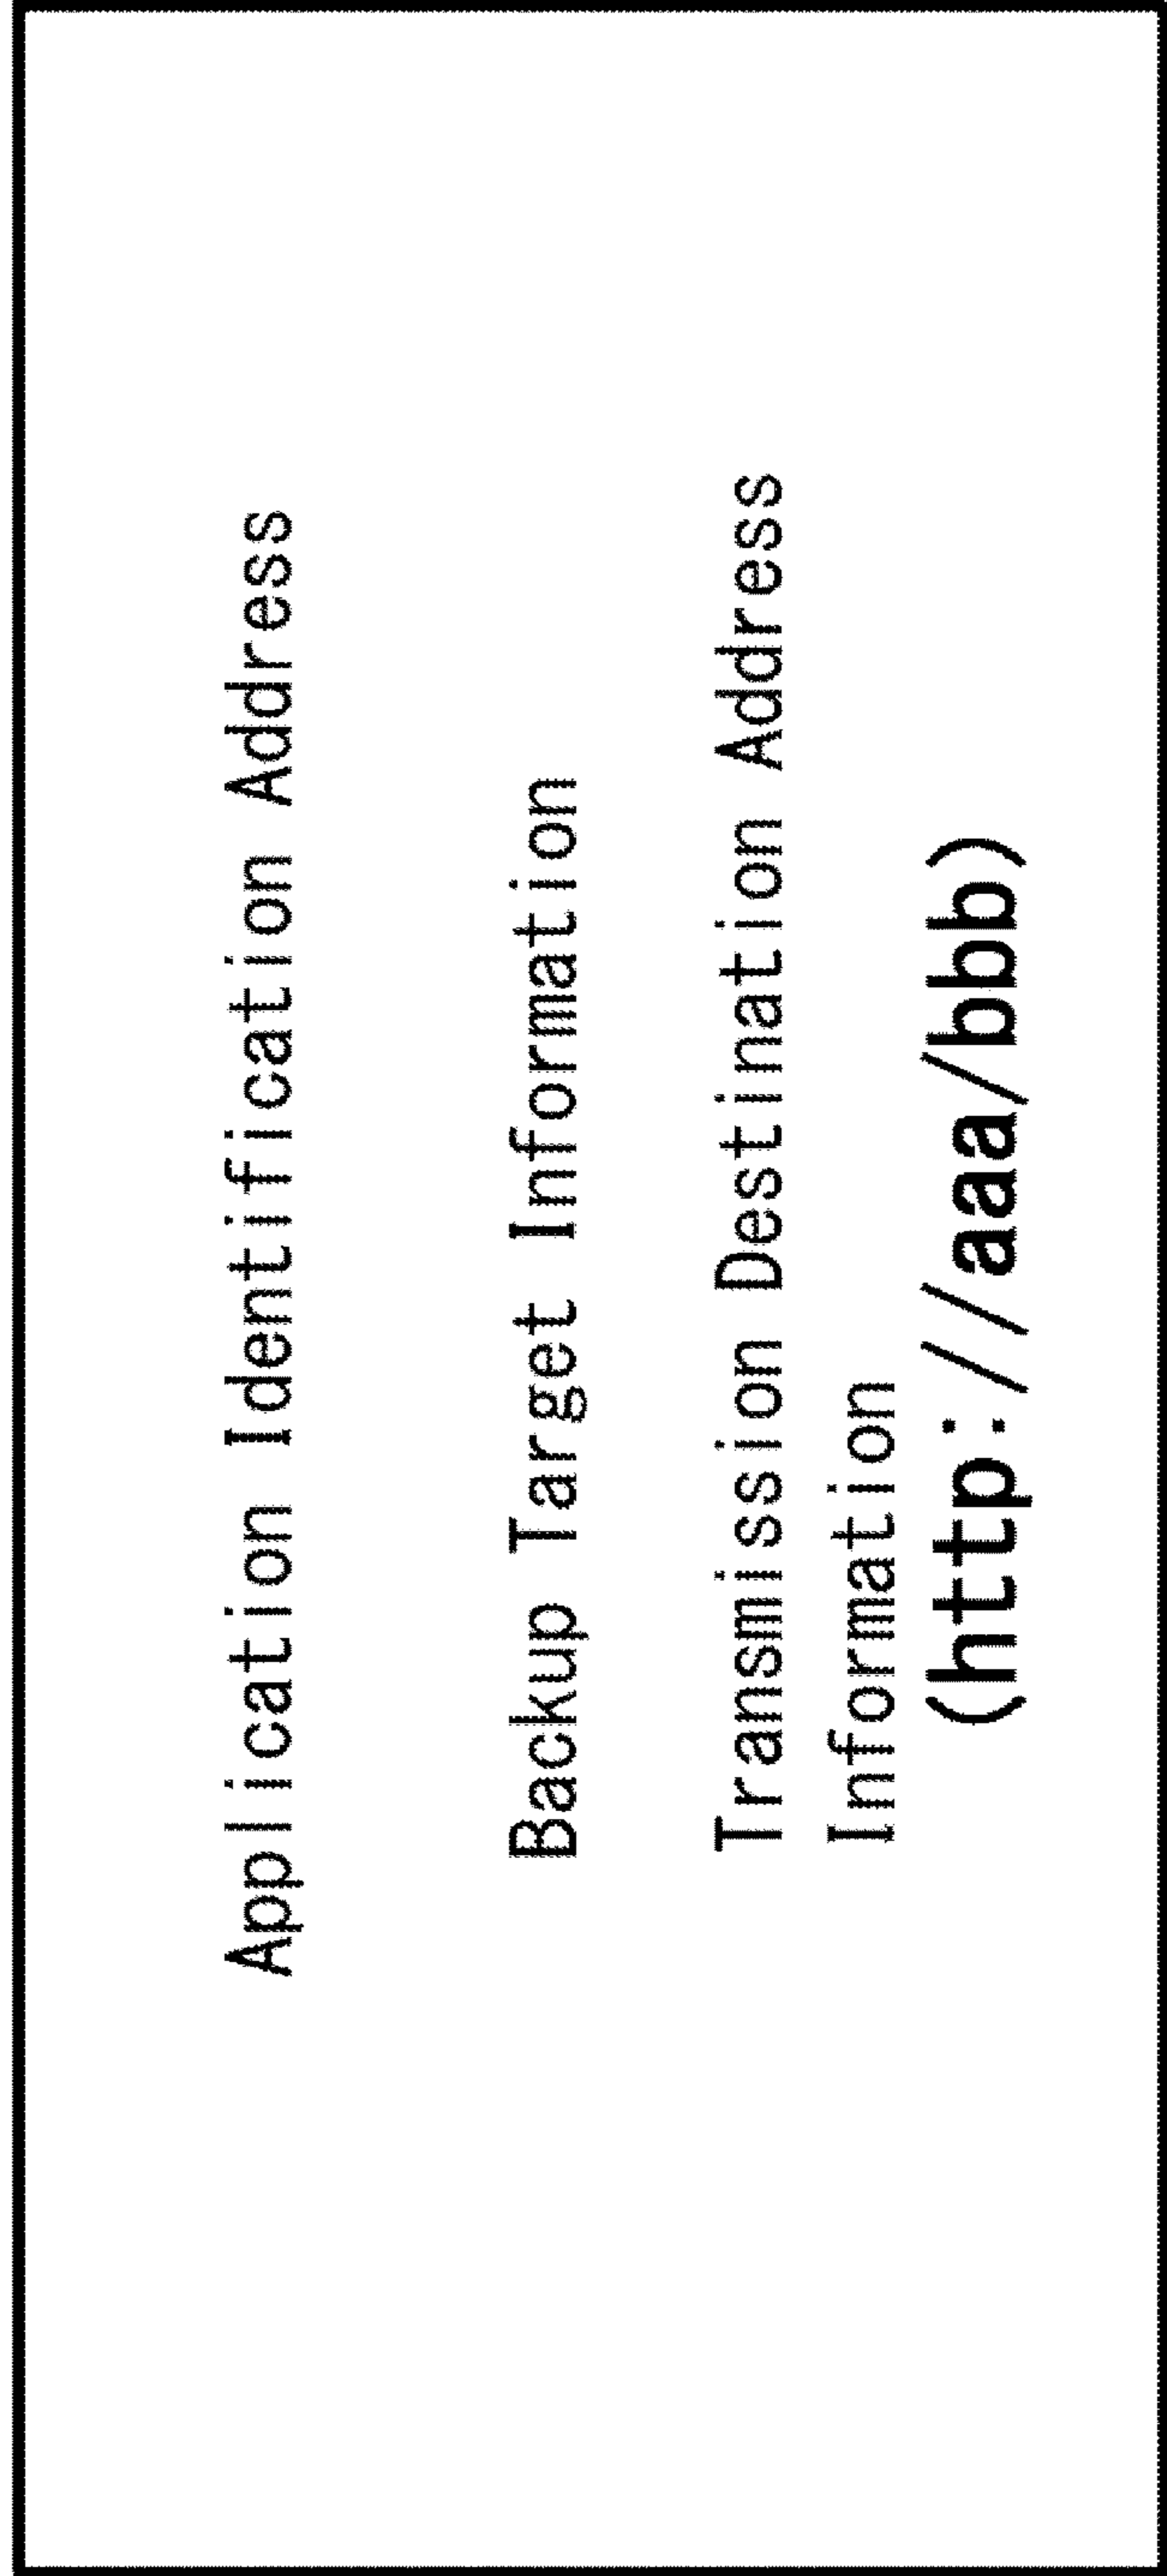 Application Identification Address
Backup Target Information
Transmission Destination Address
Information
(http://aaa/bbb)